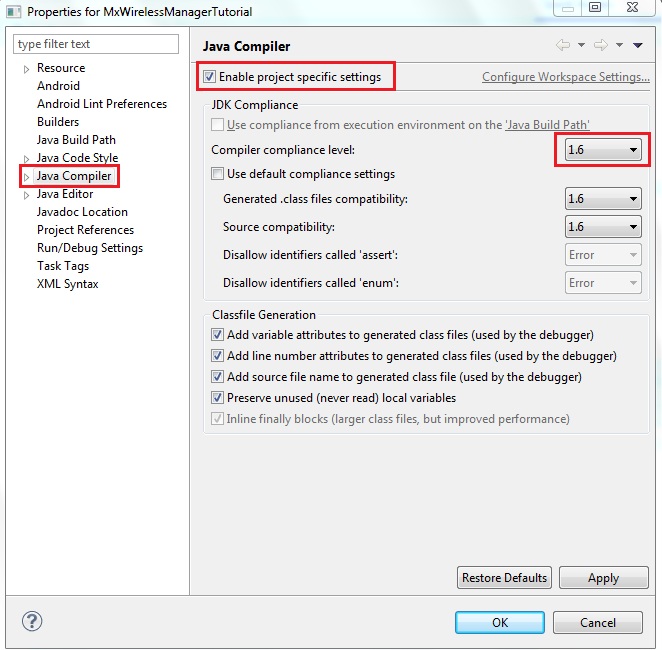 Properties for MxWirelessManagerTutorial
type filter text
Resource
Android
Android Lint Preferences
Builders
Java Build Path
Java Code Style
Java Compiler
Java Editor
Javadoc Location
Project References
Run/Debug Settings
Task Tags
XML Syntax
Java Compiler
Enable project specific settings
Configure Workspace Settings...
JDK Compliance
Use compliance from execution environment on the 'Java Build Path'
Compiler compliance level: 1.6
Use default compliance settings
Generated .class files compatibility: 1.6
Source compatibility: 1.6
Disallow identifiers called 'assert': Error
Disallow identifiers called 'enum': Error
Classfile Generation
Add variable attributes to generated class files (used by the debugger)
Add line number attributes to generated class files (used by the debugger)
Add source file name to generated class file (used by the debugger)
Preserve unused (never read) local variables
Inline finally blocks (larger class files, but improved performance)
Restore Defaults Apply
? OK Cancel